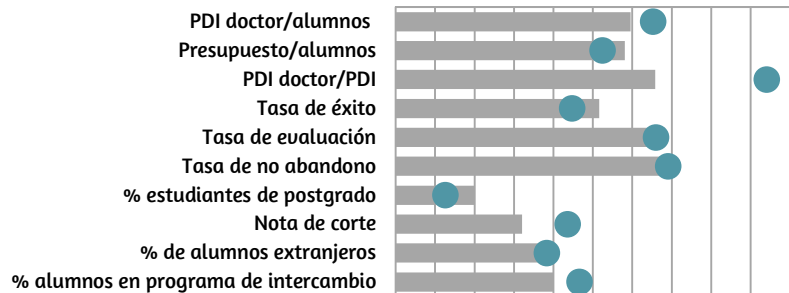 PDI doctor/alumnos
Presupuesto/alumnos
PDI doctor/PDI
Tasa de éxito
Tasa de evaluación
Tasa de no abandono
% estudiantes de postgrado
Nota de corte
% de alumnos extranjeros
% alumnos en programa de intercambio